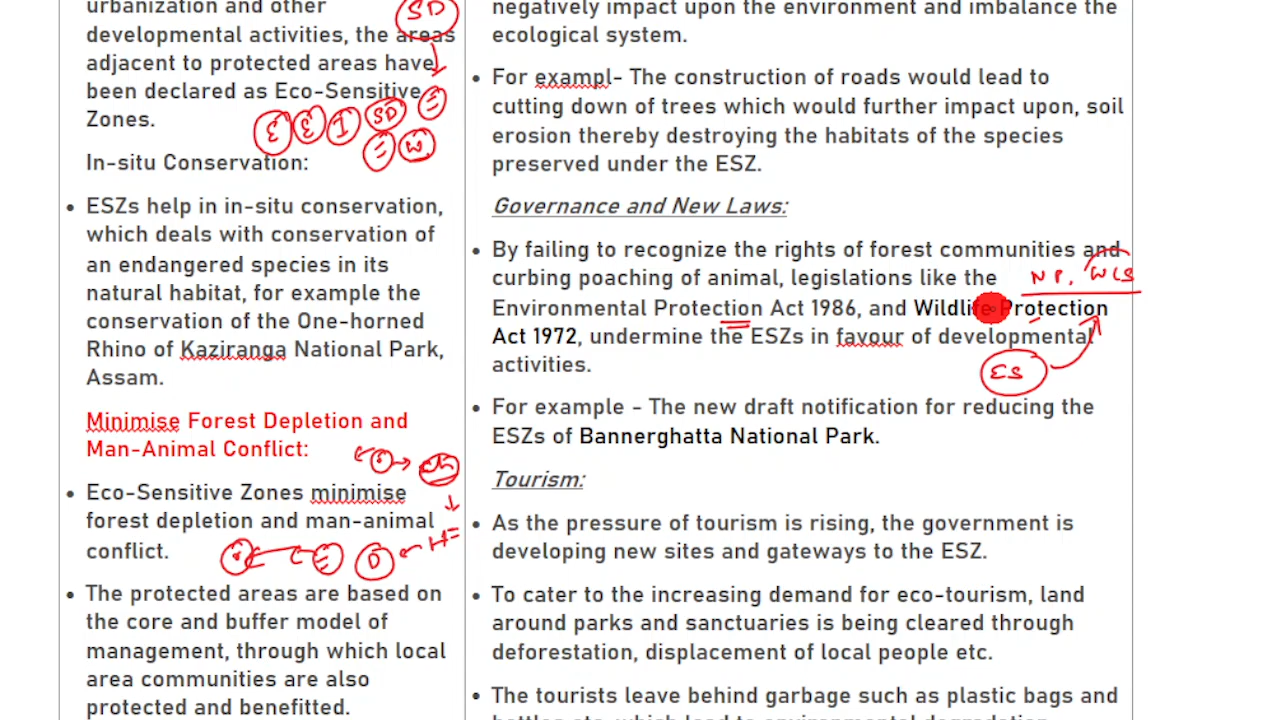 urbanization and other
developmental activities, the areas
adjacent to protected areas have
been declared as Eco-Sensitive
Zones.
In-situ Conservation:
• ESZs help in in-situ conservation,
which deals with conservation of
an endangered species in its
natural habitat, for example the
conservation of the One-horned
Rhino of Kaziranga National Park,
Assam.
Minimise Forest Depletion and
Man-Animal Conflict:
• Eco-Sensitive Zones minimise
forest depletion and man-animal
conflict.
• The protected areas are based on
the core and buffer model of
management, through which local
area communities are also
protected and benefitted.
SD
SD
I
W
D
negatively impact upon the environment and imbalance the
ecological system.
• For exampl- The construction of roads would lead to
cutting down of trees which would further impact upon, soil
erosion thereby destroying the habitats of the species
preserved under the ESZ.
Governance and New Laws:
• By failing to recognize the rights of forest communities and
curbing poaching of animal, legislations like the
Environmental Protection Act 1986, and Wildlife Protection
Act 1972, undermine the ESZs in favour of developmental
activities.
NP, WLS
ES
• For example - The new draft notification for reducing the
ESZs of Bannerghatta National Park.
Tourism:
• As the pressure of tourism is rising, the government is
developing new sites and gateways to the ESZ.
• To cater to the increasing demand for eco-tourism, land
around parks and sanctuaries is being cleared through
deforestation, displacement of local people etc.
• The tourists leave behind garbage such as plastic bags and
bottles etc. which lead to environmental degradation.